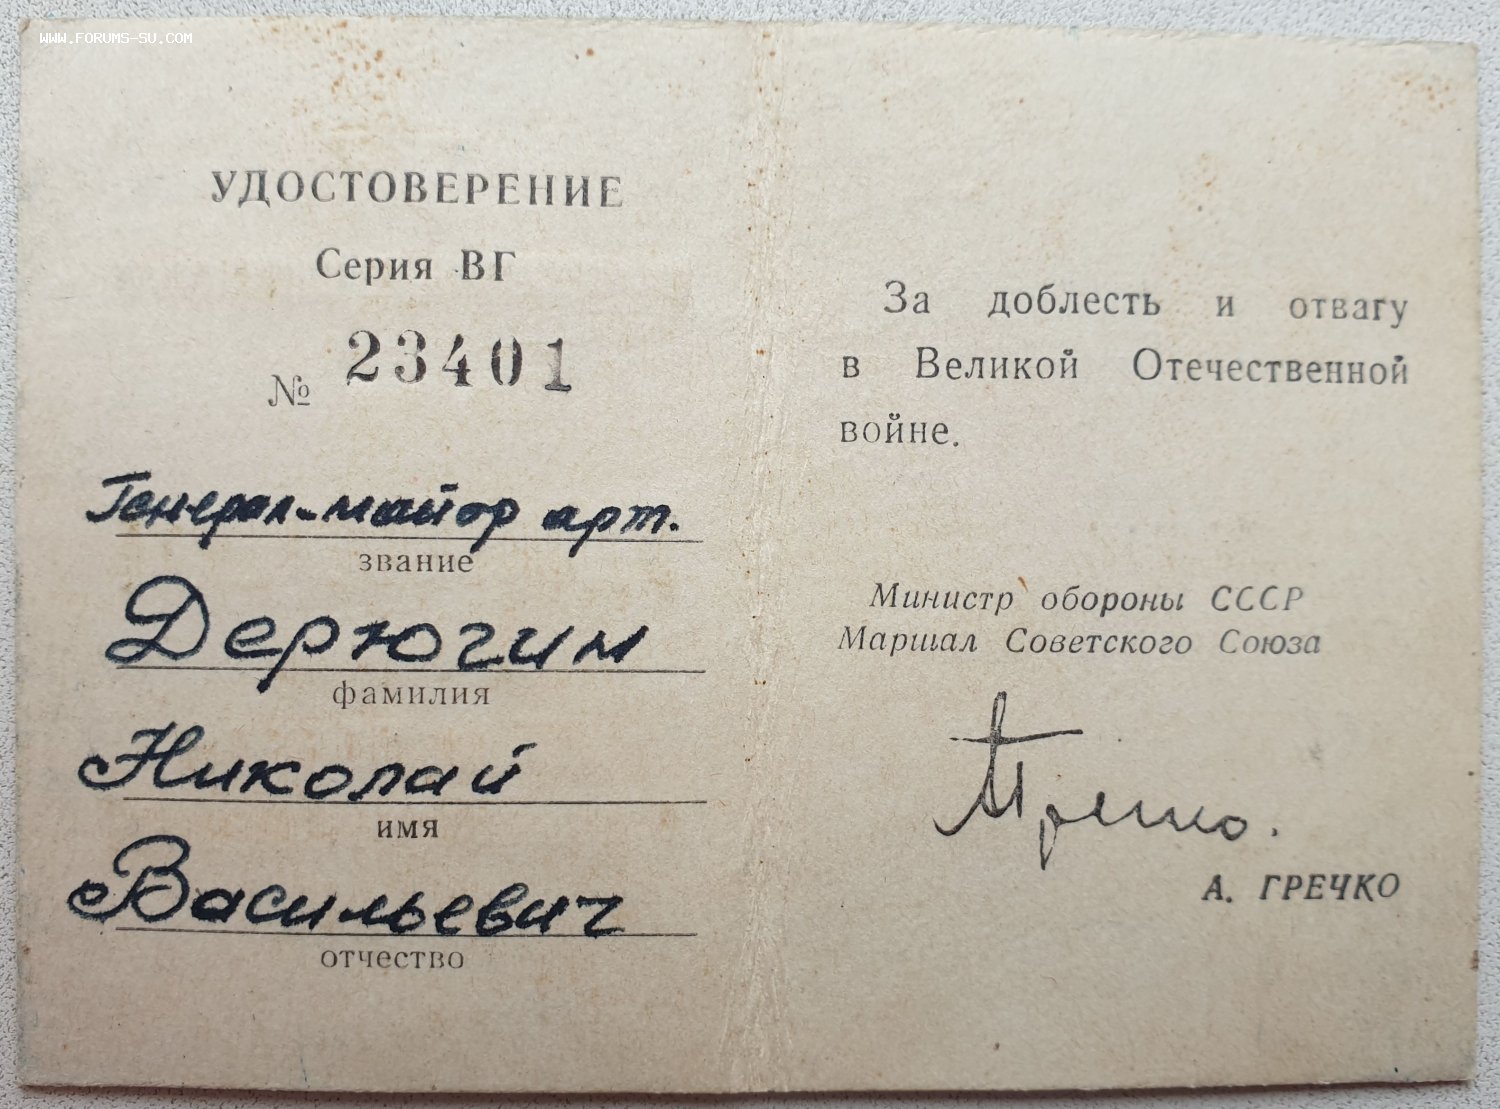 WWW.FORUMS-SU.COM
УДОСТОВЕРЕНИЕ
Серия ВГ
№ 23401
Генерал-майор арт.
звание
Дерюгин
фамилия
Николай
имя
Васильевич
отчество
За доблесть и отвагу
в Великой Отечественной
войне.
Министр обороны СССР
Маршал Советского Союза
АГречко.
А. ГРЕЧКО